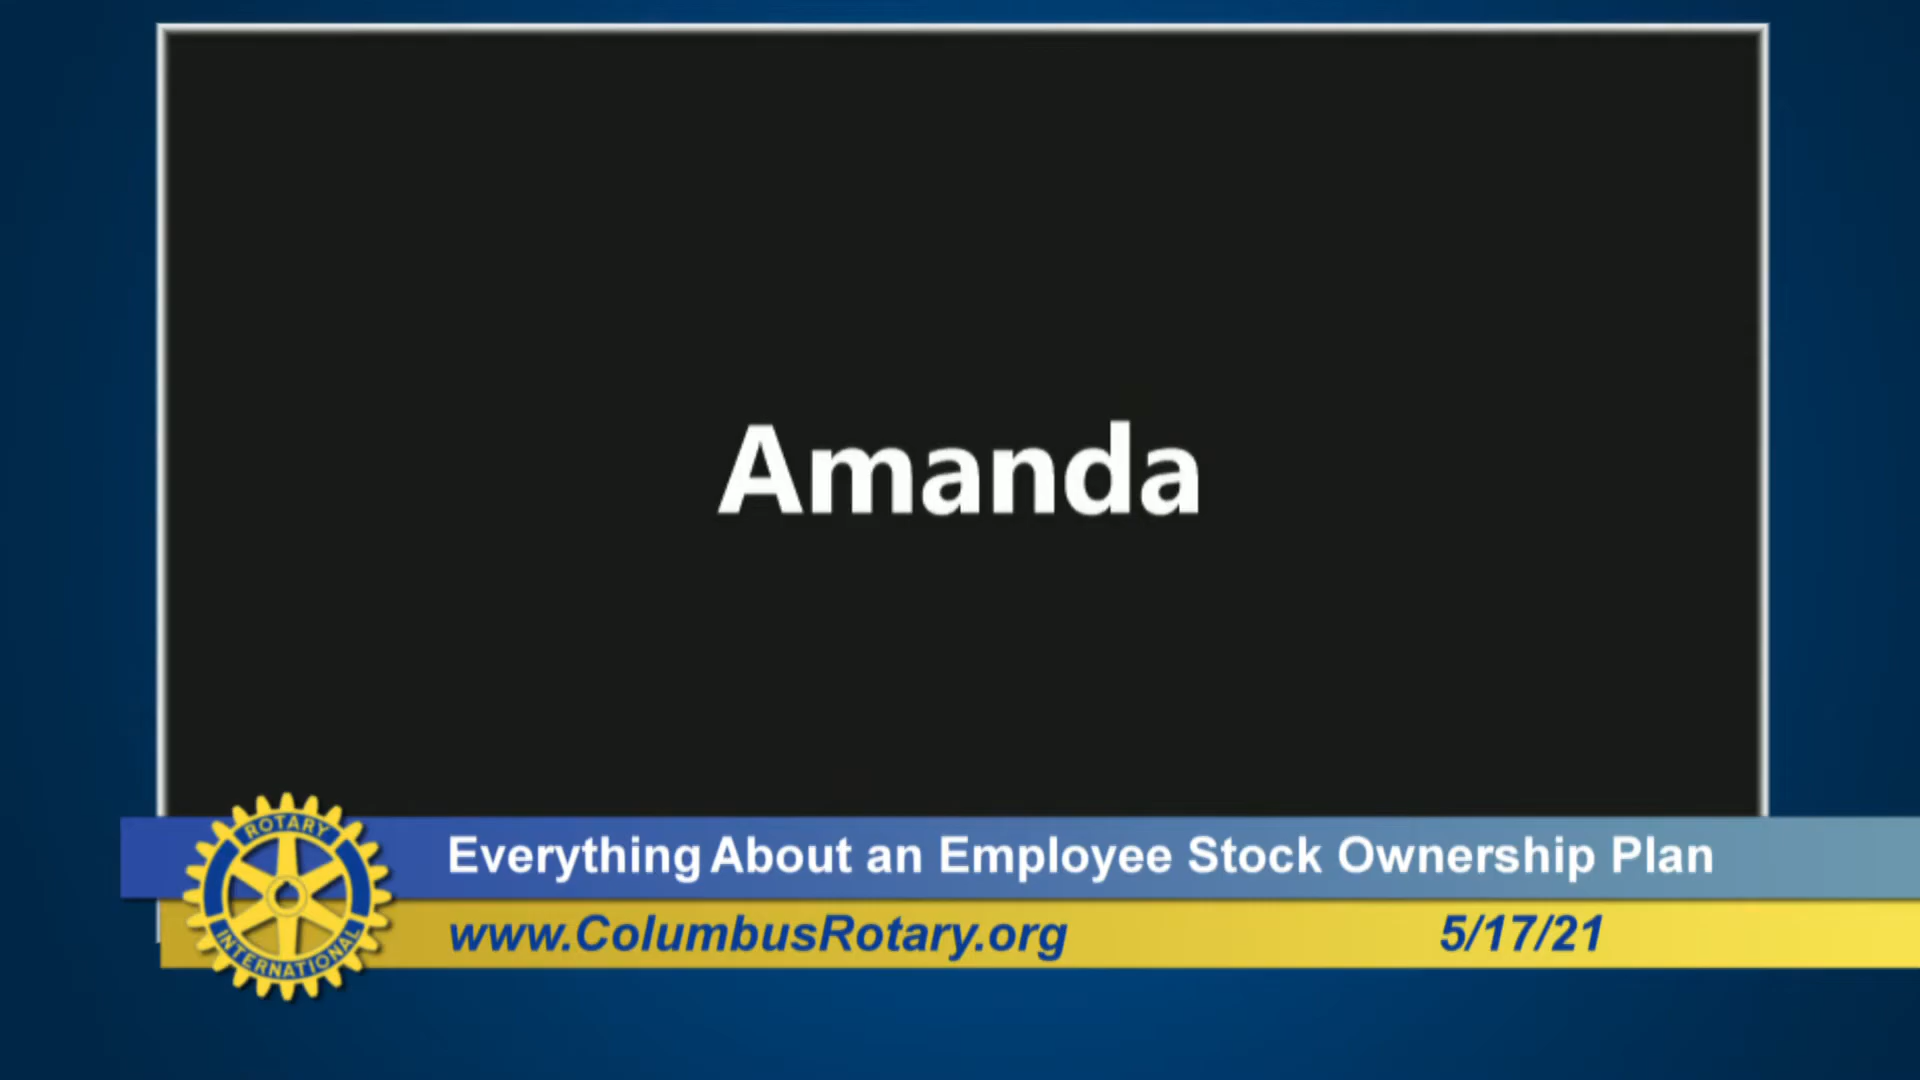 Amanda
Everything About an Employee Stock Ownership Plan
www.ColumbusRotary.org
5/17/21
ROTARY
INTERNATIONAL